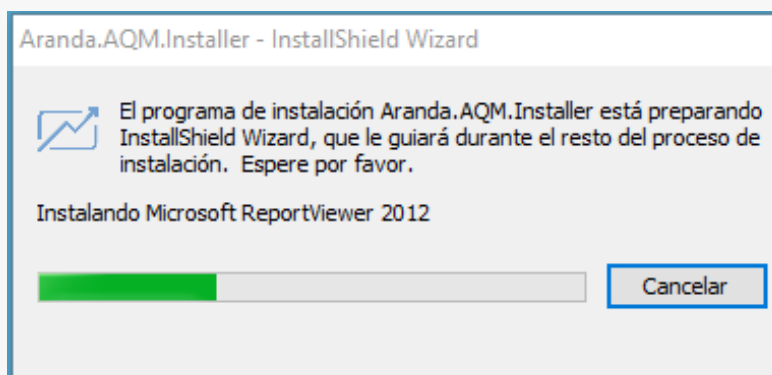 Aranda.AQM.Installer - InstallShield Wizard
El programa de instalación Aranda.AQM.Installer está preparando
InstallShield Wizard, que le guiará durante el resto del proceso de
instalación. Espere por favor.
Instalando Microsoft ReportViewer 2012
Cancelar